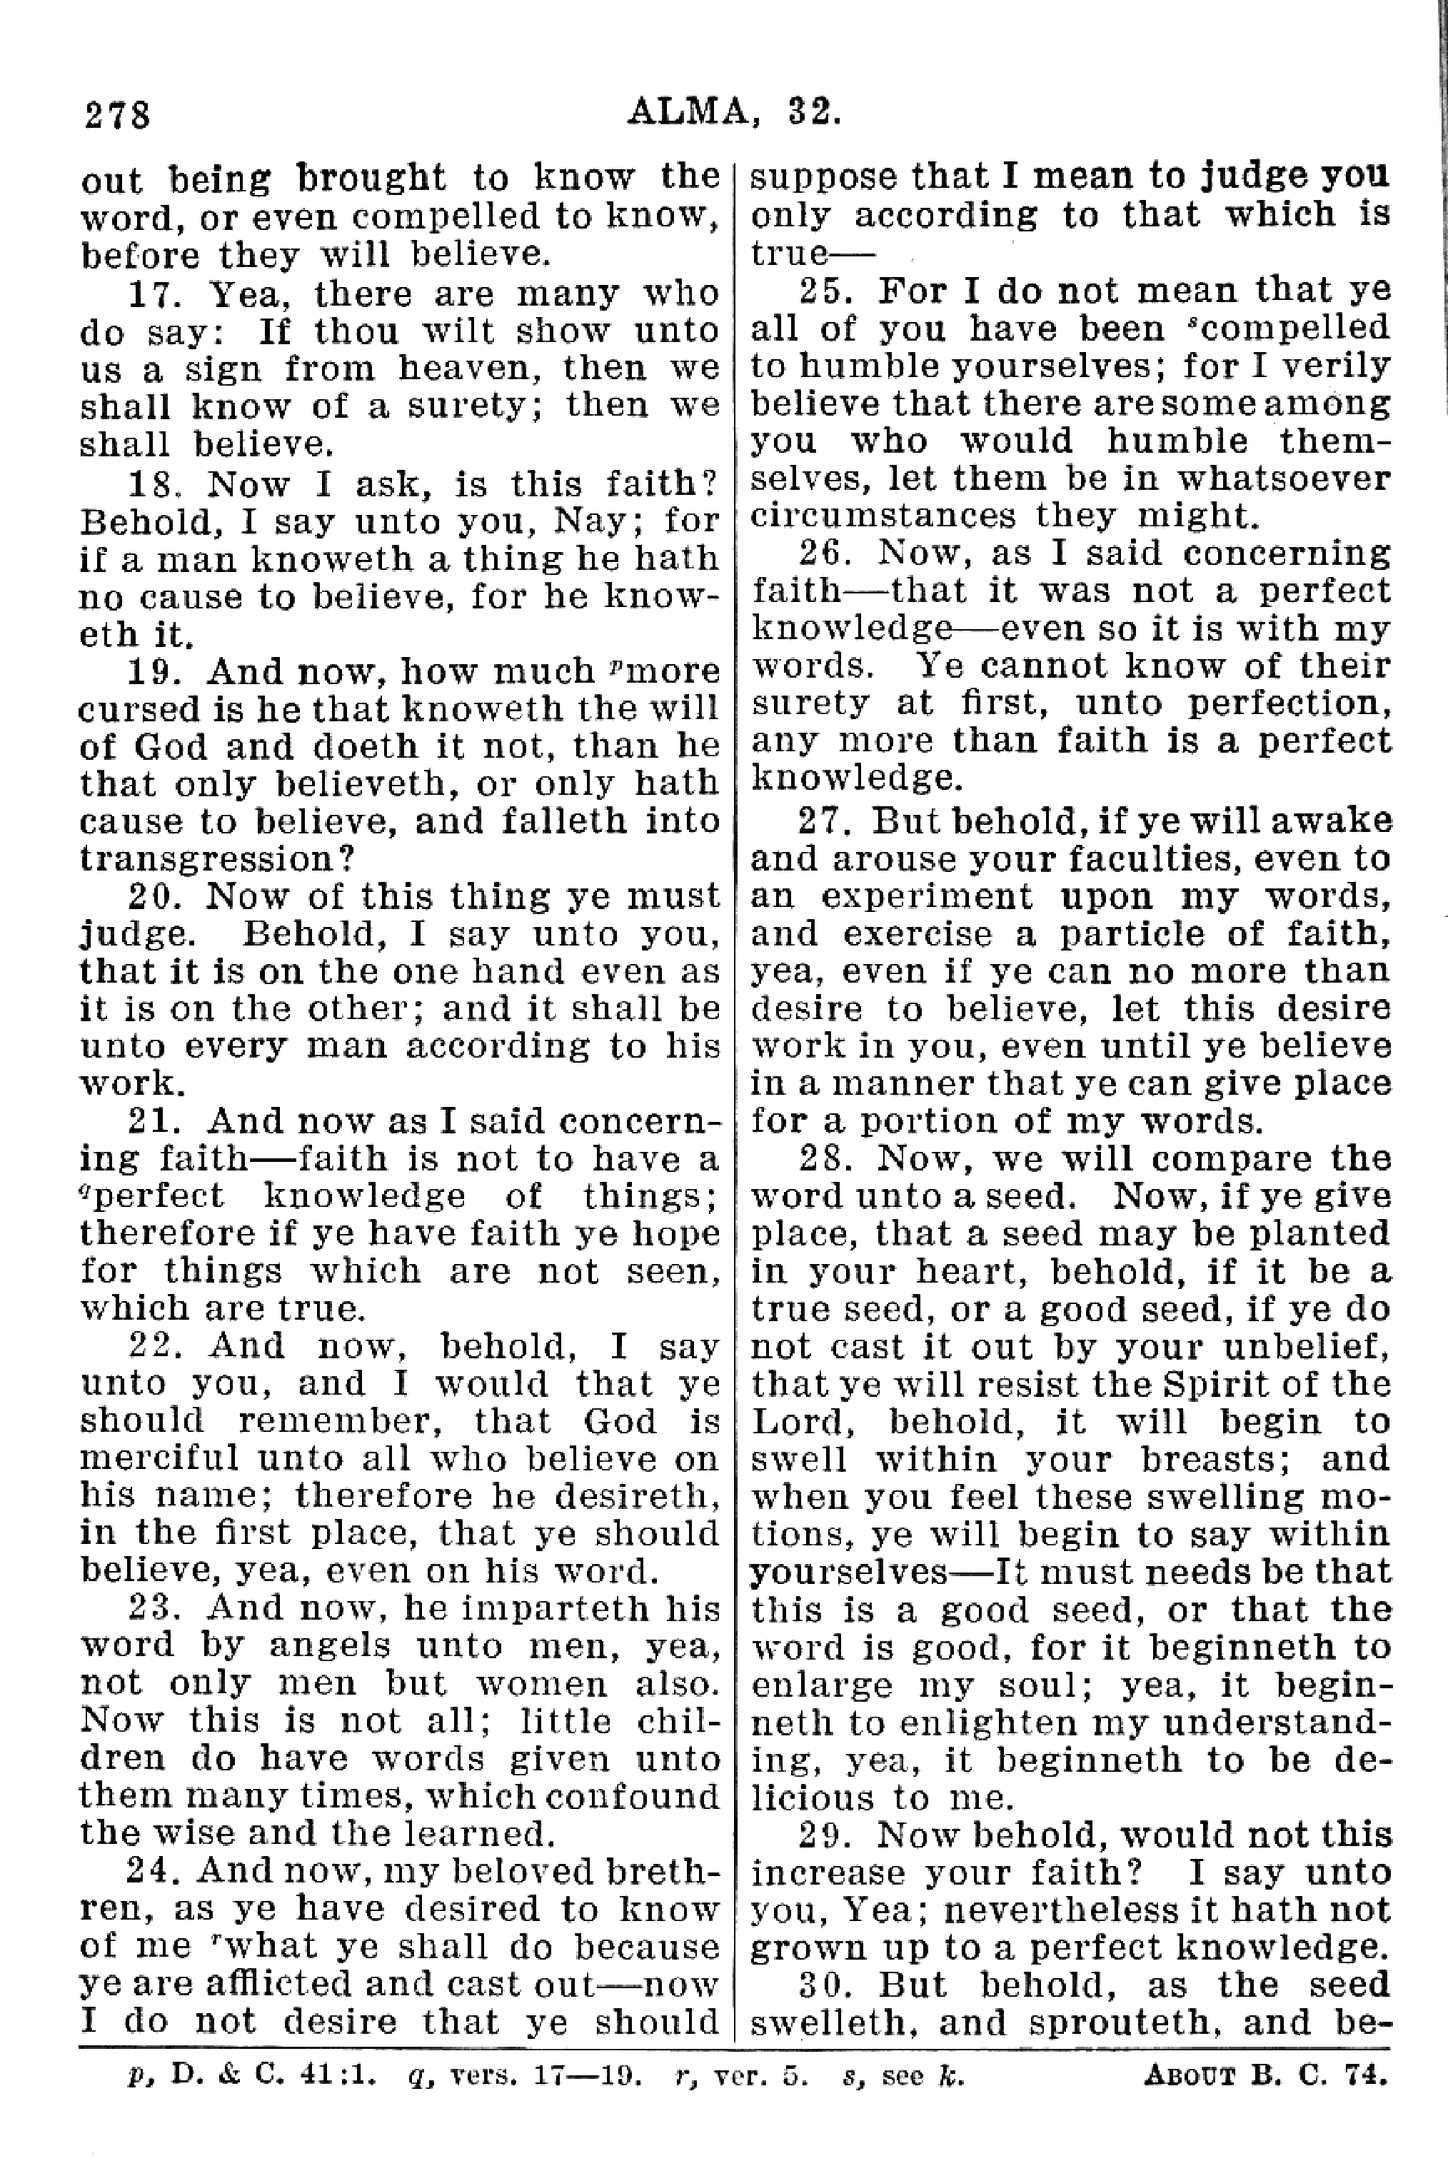 278
ALMA, 32.
out being brought to know the
word, or even compelled to know,
before they will believe.
17. Yea, there are many who
do say: If thou wilt show unto
us a sign from heaven, then we
shall know of a surety; then we
shall believe.
18. Now I ask, is this faith?
Behold, I say unto you, Nay; for
if a man knoweth a thing he hath
no cause to believe, for he know-
eth it.
19. And now, how much ᵖmore
cursed is he that knoweth the will
of God and doeth it not, than he
that only believeth, or only hath
cause to believe, and falleth into
transgression?
20. Now of this thing ye must
judge. Behold, I say unto you,
that it is on the one hand even as
it is on the other; and it shall be
unto every man according to his
work.
21. And now as I said concern-
ing faith—faith is not to have a
qperfect knowledge of things;
therefore if ye have faith ye hope
for things which are not seen,
which are true.
22. And now, behold, I say
unto you, and I would that ye
should remember, that God is
merciful unto all who believe on
his name; therefore he desireth,
in the first place, that ye should
believe, yea, even on his word.
23. And now, he imparteth his
word by angels unto men, yea,
not only men but women also.
Now this is not all; little chil-
dren do have words given unto
them many times, which confound
the wise and the learned.
24. And now, my beloved breth-
ren, as ye have desired to know
of me ʳwhat ye shall do because
ye are afflicted and cast out—now
I do not desire that ye should
suppose that I mean to judge you
only according to that which is
true—
25. For I do not mean that ye
all of you have been ˢcompelled
to humble yourselves; for I verily
believe that there are some among
you who would humble them-
selves, let them be in whatsoever
circumstances they might.
26. Now, as I said concerning
faith—that it was not a perfect
knowledge—even so it is with my
words. Ye cannot know of their
surety at first, unto perfection,
any more than faith is a perfect
knowledge.
27. But behold, if ye will awake
and arouse your faculties, even to
an experiment upon my words,
and exercise a particle of faith,
yea, even if ye can no more than
desire to believe, let this desire
work in you, even until ye believe
in a manner that ye can give place
for a portion of my words.
28. Now, we will compare the
word unto a seed. Now, if ye give
place, that a seed may be planted
in your heart, behold, if it be a
true seed, or a good seed, if ye do
not cast it out by your unbelief,
that ye will resist the Spirit of the
Lord, behold, it will begin to
swell within your breasts; and
when you feel these swelling mo-
tions, ye will begin to say within
yourselves—It must needs be that
this is a good seed, or that the
word is good, for it beginneth to
enlarge my soul; yea, it begin-
neth to enlighten my understand-
ing, yea, it beginneth to be de-
licious to me.
29. Now behold, would not this
increase your faith? I say unto
you, Yea; nevertheless it hath not
grown up to a perfect knowledge.
30. But behold, as the seed
swelleth, and sprouteth, and be-
p, D. & C. 41:1. q, vers. 17—19. r, ver. 5. s, see k. ABOUT B. C. 74.